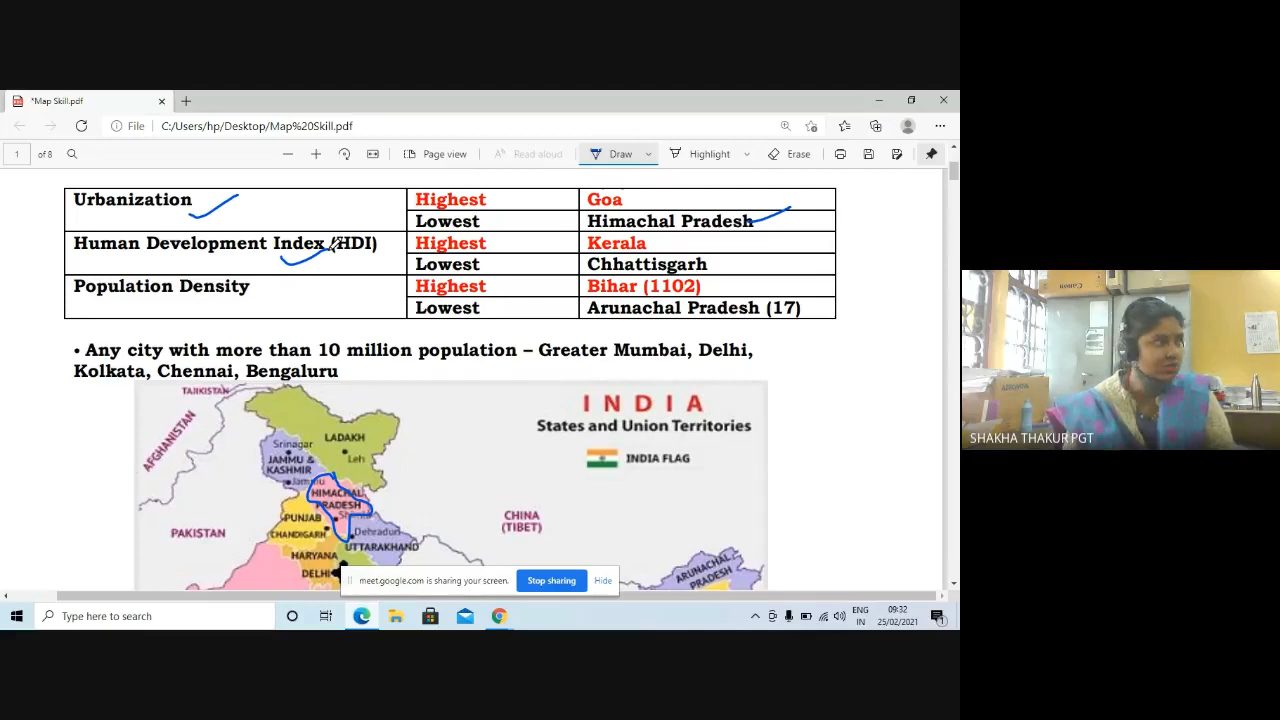 *Map Skill.pdf
File
C:/Users/hp/Desktop/Map%20Skill.pdf
1 of 8
Page view
Read aloud
Draw
Highlight
Erase
Urbanization
Highest
Goa
Lowest
Himachal Pradesh
Human Development Index (HDI)
Highest
Kerala
Lowest
Chhattisgarh
Population Density
Highest
Bihar (1102)
Lowest
Arunachal Pradesh (17)
• Any city with more than 10 million population – Greater Mumbai, Delhi,
Kolkata, Chennai, Bengaluru
INDIA
States and Union Territories
INDIA FLAG
TAJIKISTAN
AFGHANISTAN
LADAKH
Leh
Srinagar
JAMMU &
KASHMIR
Jammu
HIMACHAL
PRADESH
PUNJAB
CHANDIGARH
Dehradun
UTTARAKHAND
HARYANA
DELHI
PAKISTAN
CHINA
(TIBET)
ARUNACHAL
PRADESH
meet.google.com is sharing your screen.
Stop sharing
Hide
Type here to search
ENG
IN
09:32
25/02/2021
SHAKHA THAKUR PGT
Canon